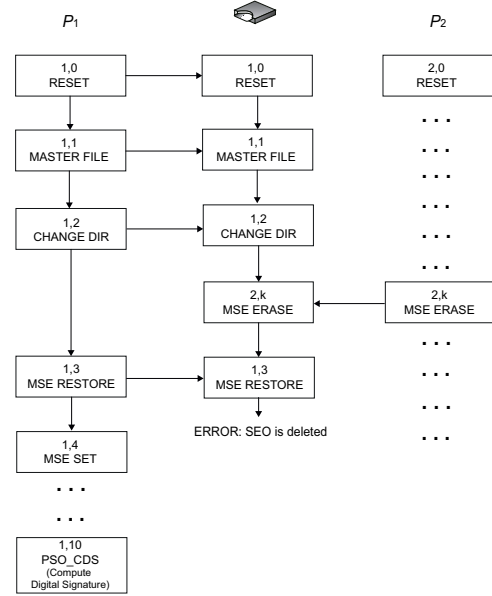 P1
P2
1,0
RESET
1,0
RESET
2,0
RESET
. . .
1,1
MASTER FILE
1,1
MASTER FILE
. . .
. . .
1,2
CHANGE DIR
1,2
CHANGE DIR
. . .
. . .
. . .
2,k
MSE ERASE
2,k
MSE ERASE
. . .
1,3
MSE RESTORE
1,3
MSE RESTORE
. . .
. . .
ERROR: SEO is deleted
. . .
1,4
MSE SET
. . .
. . .
1,10
PSO_CDS
(Compute
Digital Signature)